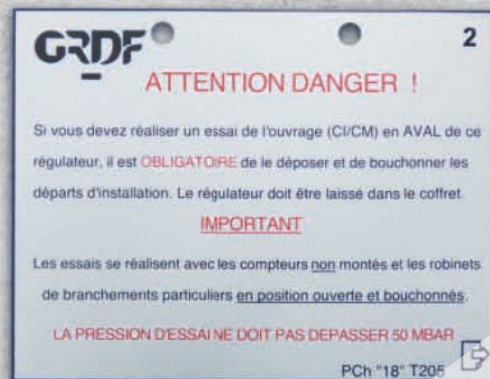 GRDF
2
ATTENTION DANGER !
Si vous devez réaliser un essai de l'ouvrage (CI/CM) en AVAL de ce
régulateur, il est OBLIGATOIRE de le déposer et de bouchonner les
départs d'installation. Le régulateur doit être laissé dans le coffret.
IMPORTANT
Les essais se réalisent avec les compteurs non montés et les robinets
de branchements particuliers en position ouverte et bouchonnés.
LA PRESSION D'ESSAI NE DOIT PAS DEPASSER 50 MBAR
PCh "18" T205